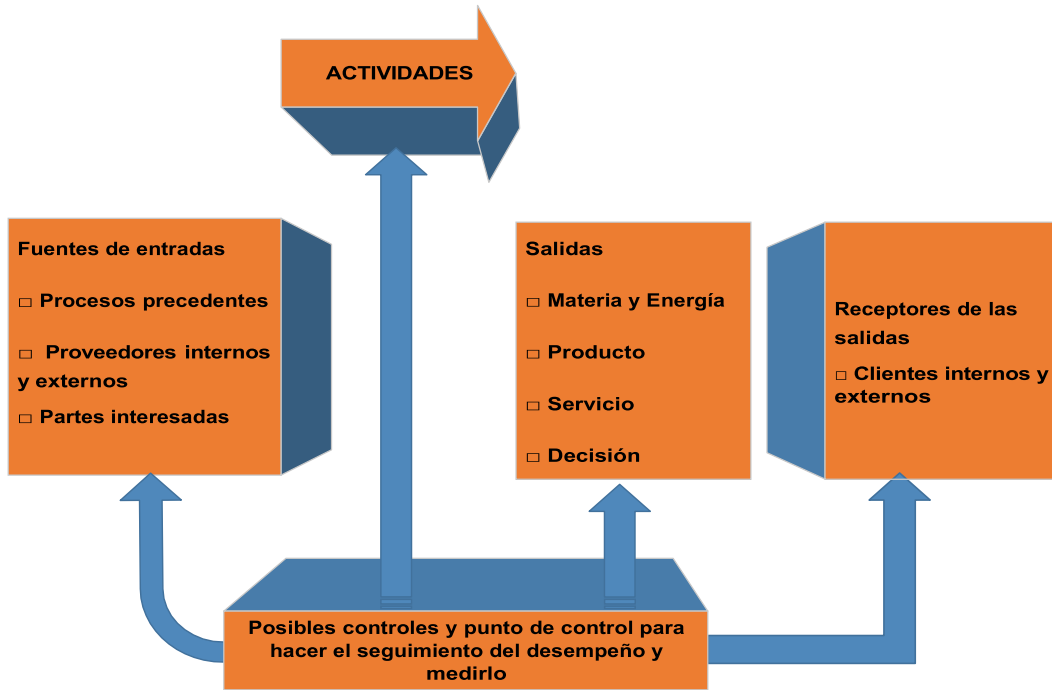 ACTIVIDADES
Fuentes de entradas
□ Procesos precedentes
□ Proveedores internos
y externos
□ Partes interesadas
Salidas
□ Materia y Energía
□ Producto
□ Servicio
□ Decisión
Receptores de las
salidas
□ Clientes internos y
externos
Posibles controles y punto de control para
hacer el seguimiento del desempeño y
medirlo